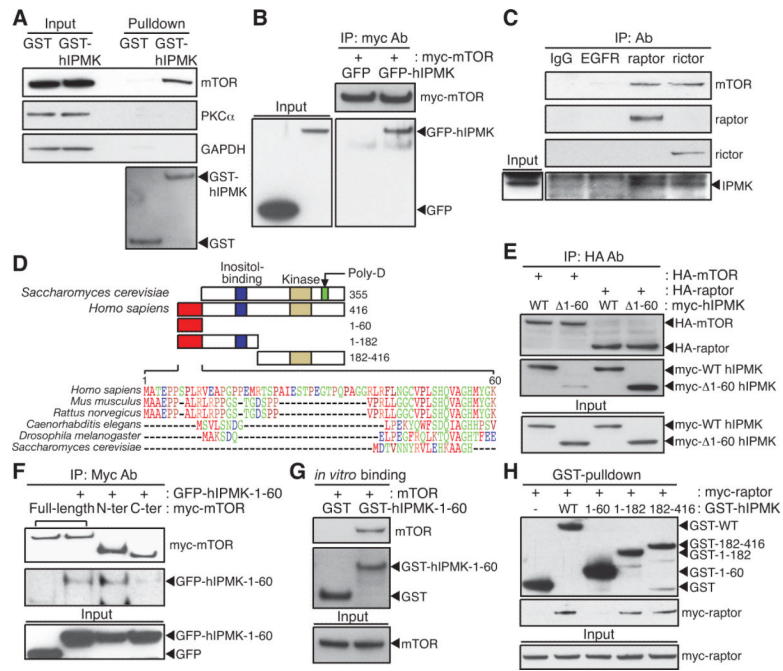 A
Input Pulldown
GST GST-hIPMK GST GST-hIPMK
mTOR
PKCα
GAPDH
GST-hIPMK
GST
B
IP: myc Ab
+ + : myc-mTOR
GFP GFP-hIPMK
myc-mTOR
Input
GFP-hIPMK
GFP
C
IP: Ab
IgG EGFR raptor rictor
mTOR
raptor
rictor
Input
IPMK
D
Inositol-binding Kinase Poly-D
Saccharomyces cerevisiae 355
Homo sapiens 416
1-60
1-182
182-416
1 60
Homo sapiens MATEPPSPLRVEAPGPPEMRTSPAIESTPEGTPQPAGGRLRFLNGCVPLSHQVAGHMYGK
Mus musculus
Rattus norvegicus
Caenorhabditis elegans
Drosophila melanogaster
Saccharomyces cerevisiae
E
IP: HA Ab
+ + : HA-mTOR
+ + : HA-raptor
WT Δ1-60 WT Δ1-60 : myc-hIPMK
HA-mTOR
HA-raptor
myc-WT hIPMK
myc-Δ1-60 hIPMK
Input
myc-WT hIPMK
myc-Δ1-60 hIPMK
F
IP: Myc Ab
+ + + : GFP-hIPMK-1-60
Full-length N-ter C-ter : myc-mTOR
myc-mTOR
GFP-hIPMK-1-60
Input
GFP-hIPMK-1-60
GFP
G
in vitro binding
+ + : mTOR
GST GST-hIPMK-1-60
mTOR
GST-hIPMK-1-60
GST
Input
mTOR
H
GST-pulldown
+ + + + + : myc-raptor
- WT 1-60 1-182 182-416 : GST-hIPMK
GST-WT
GST-182-416
GST-1-182
GST-1-60
GST
myc-raptor
Input
myc-raptor